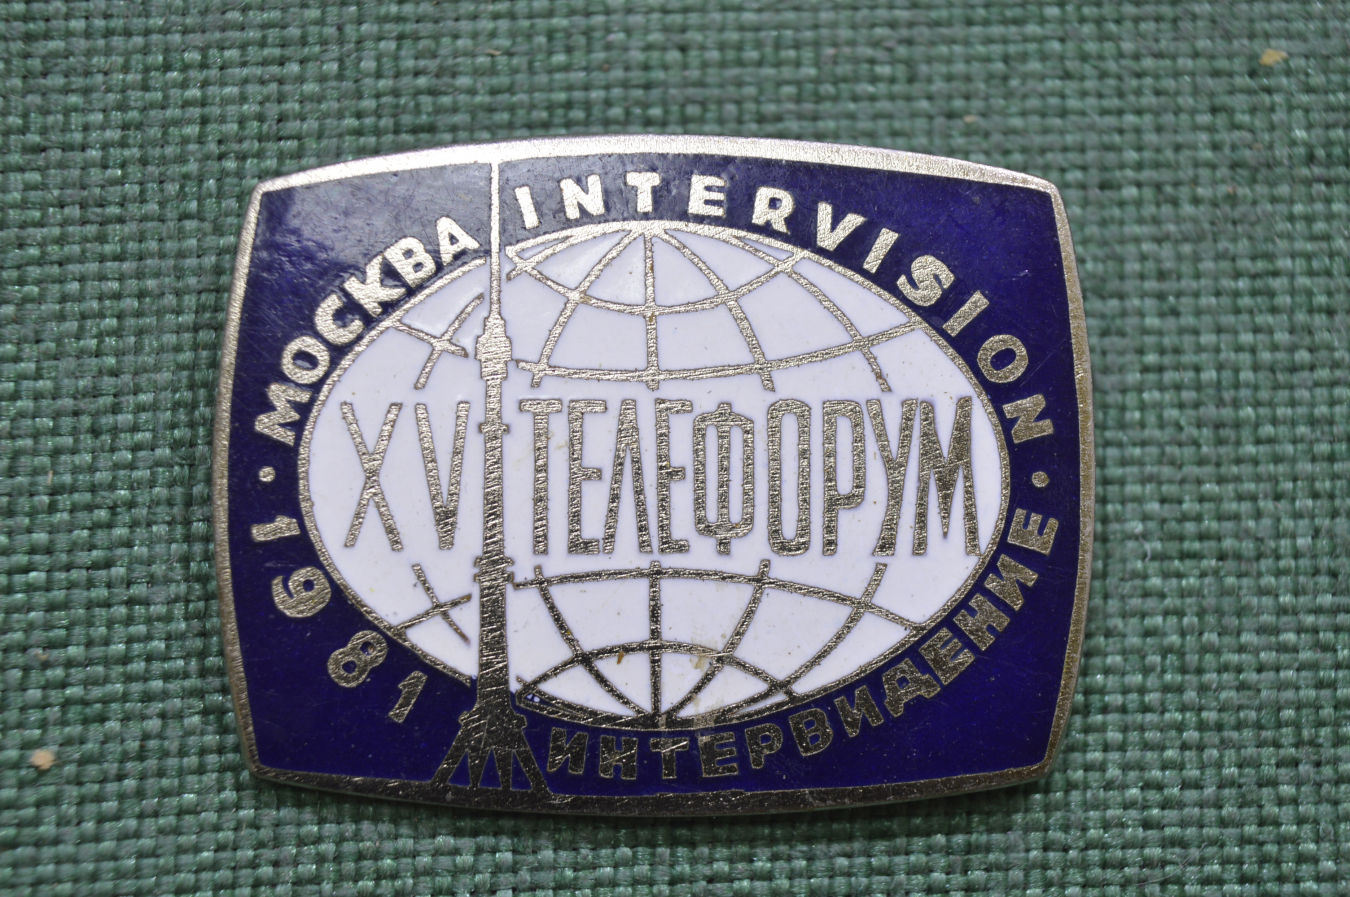 МОСКВА INTERVISION
XV ТЕЛЕФОРУМ
1981 ИНТЕРВИДЕНИЕ